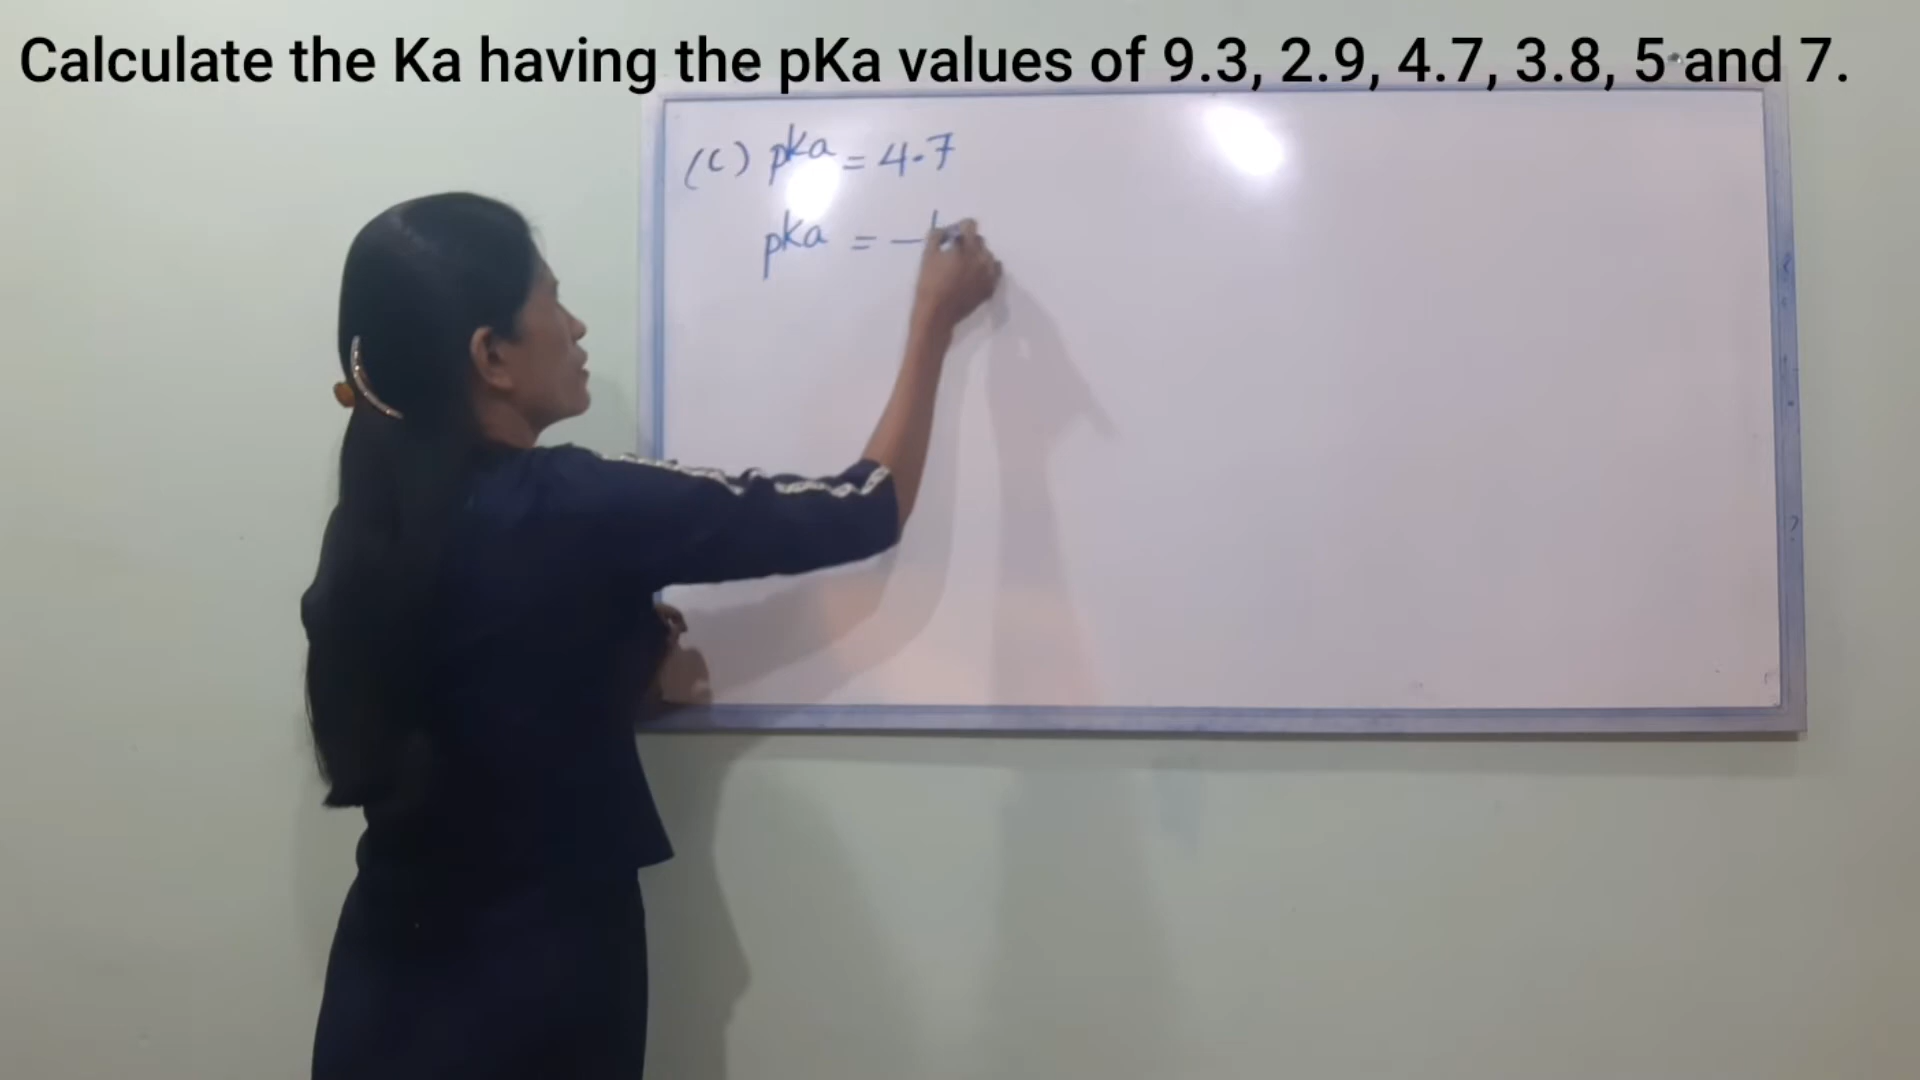 Calculate the Ka having the pKa values of 9.3, 2.9, 4.7, 3.8, 5 and 7.
(C) pka = 4.7
pka = -